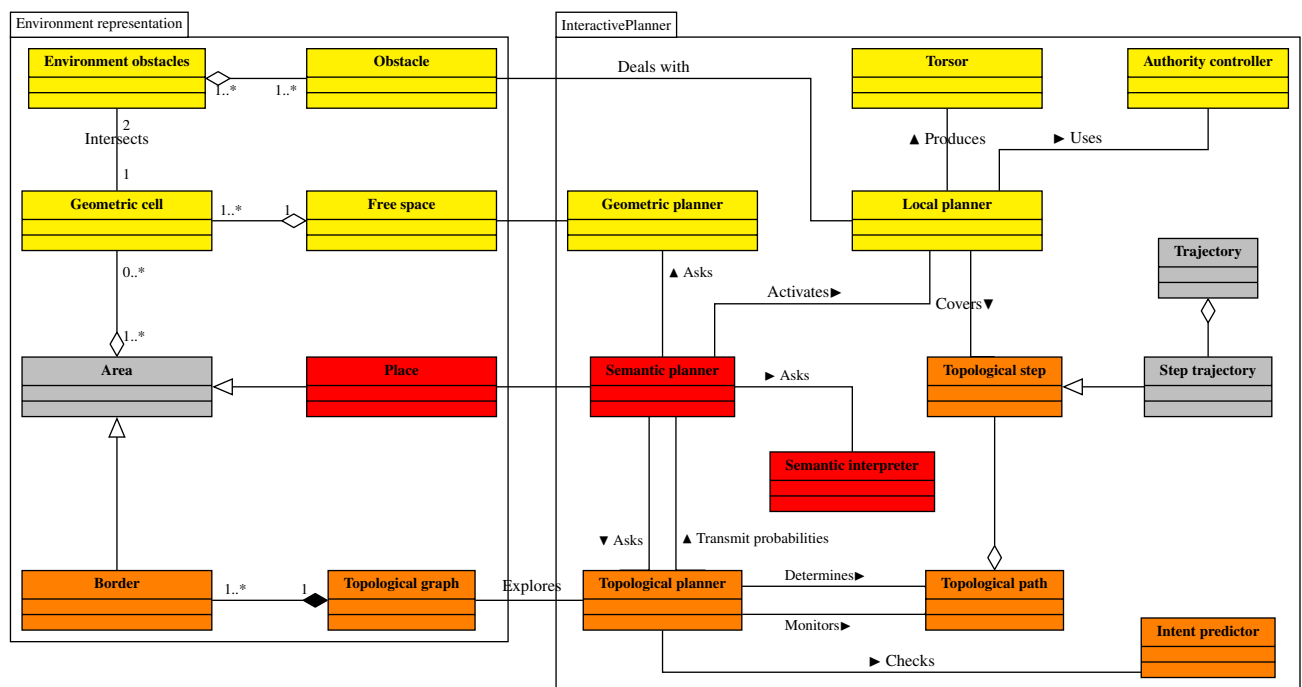 Environment representation
InteractivePlanner
Environment obstacles
Obstacle
Torsor
Authority controller
Deals with
1..*
1..*
2
Intersects
1
▲ Produces
► Uses
Geometric cell
Free space
Geometric planner
Local planner
1..*
1
0..*
▲ Asks
Trajectory
Activates►
Covers▼
1..*
Area
Place
Semantic planner
Topological step
Step trajectory
► Asks
Semantic interpreter
▼ Asks
▲ Transmit probabilities
Border
Topological graph
Topological planner
Topological path
1..*
1
Explores
Determines►
Monitors►
Intent predictor
► Checks